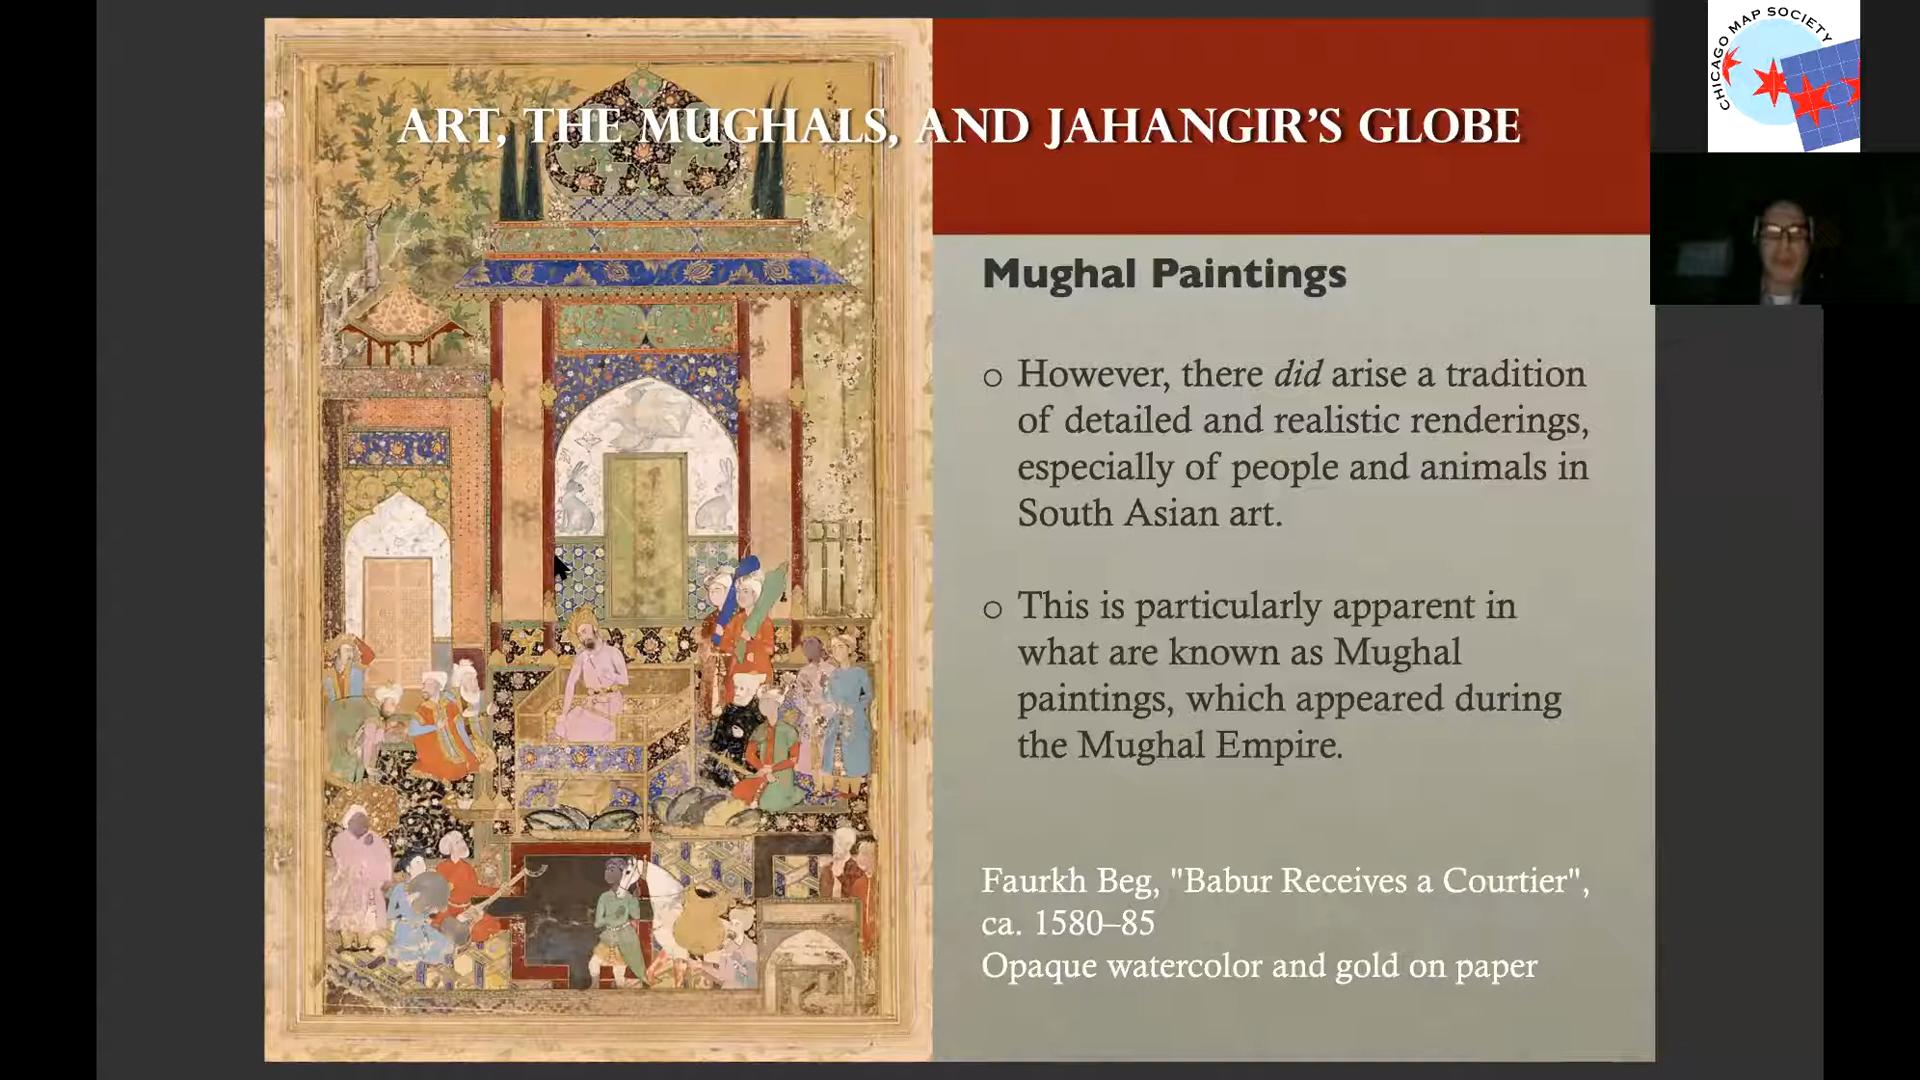 ART, THE MUGHALS, AND JAHANGIR'S GLOBE
CHICAGO MAP SOCIETY
Mughal Paintings
o However, there did arise a tradition
of detailed and realistic renderings,
especially of people and animals in
South Asian art.
o This is particularly apparent in
what are known as Mughal
paintings, which appeared during
the Mughal Empire.
Faurkh Beg, "Babur Receives a Courtier",
ca. 1580–85
Opaque watercolor and gold on paper